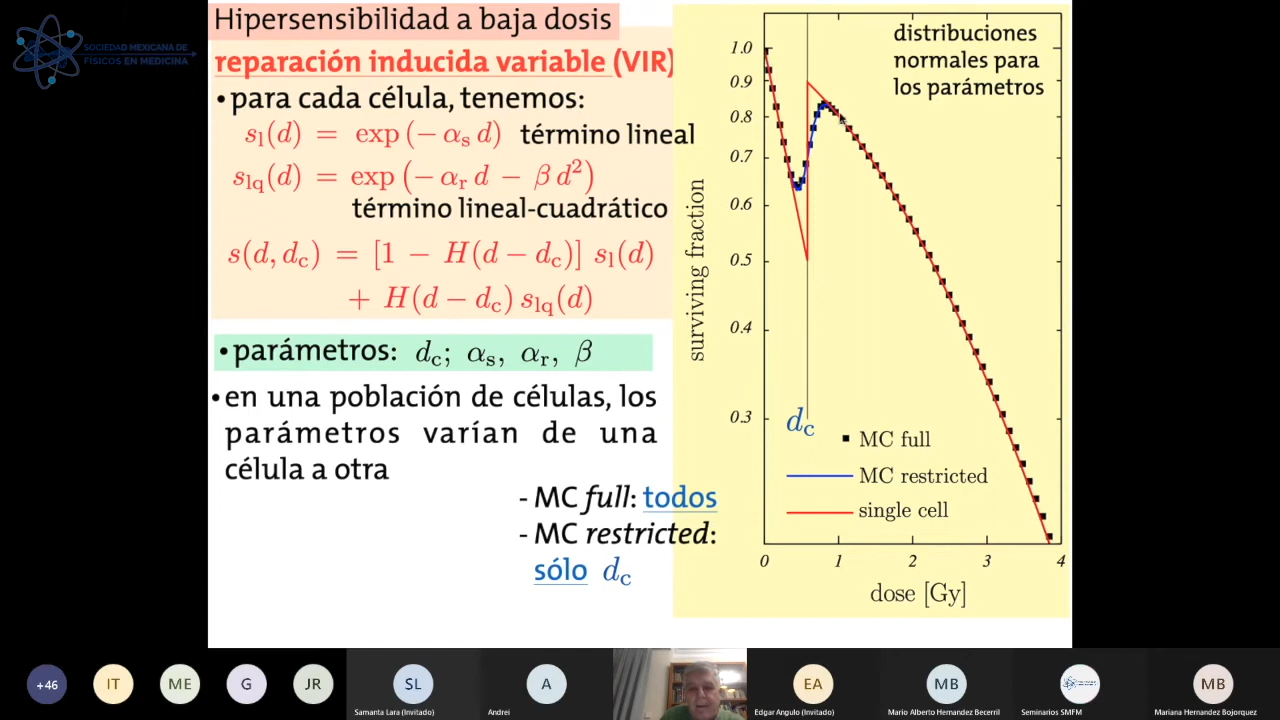 SOCIEDAD MEXICANA DE
FÍSICOS EN MEDICINA
Hipersensibilidad a baja dosis
reparación inducida variable (VIR)
• para cada célula, tenemos:
s_l(d) = exp(−α_s d) término lineal
s_lq(d) = exp(−α_r d − β d²)
término lineal-cuadrático
s(d, d_c) = [1 − H(d − d_c)] s_l(d)
+ H(d − d_c) s_lq(d)
• parámetros: d_c; α_s, α_r, β
• en una población de células, los
parámetros varían de una
célula a otra
- MC full: todos
- MC restricted:
sólo d_c
distribuciones
normales para
los parámetros
surviving fraction
1.0
0.9
0.8
0.7
0.6
0.5
0.4
0.3
d_c
MC full
MC restricted
single cell
0 1 2 3 4
dose [Gy]
+46
IT
ME
G
JR
SL
Samanta Lara (Invitado)
A
Andrei
EA
Edgar Angulo (Invitado)
MB
Mario Alberto Hernandez Becerril
Seminarios SMFM
MB
Mariana Hernandez Bojorquez